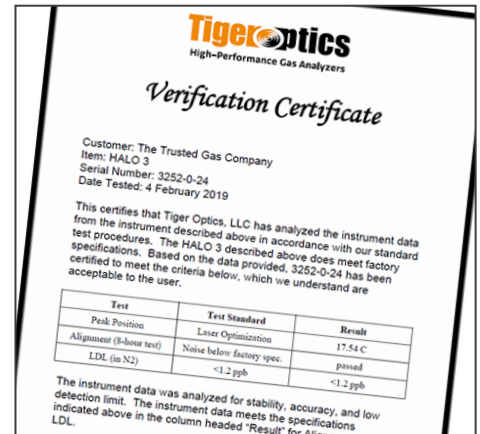 Tigeroptics
High-Performance Gas Analyzers
Verification Certificate
Customer: The Trusted Gas Company
Item: HALO 3
Serial Number: 3252-0-24
Date Tested: 4 February 2019
This certifies that Tiger Optics, LLC has analyzed the instrument data
from the instrument described above in accordance with our standard
test procedures. The HALO 3 described above does meet factory
specifications. Based on the data provided, 3252-0-24 has been
certified to meet the criteria below, which we understand are
acceptable to the user.
Test Test Standard Result
Peak Position Laser Optimization 17.54 C
Alignment (8-hour test) Noise below factory spec. passed
LDL (in N2) <1.2 ppb <1.2 ppb
The instrument data was analyzed for stability, accuracy, and low
detection limit. The instrument data meets the specifications
indicated above in the column headed "Result" for
LDL.